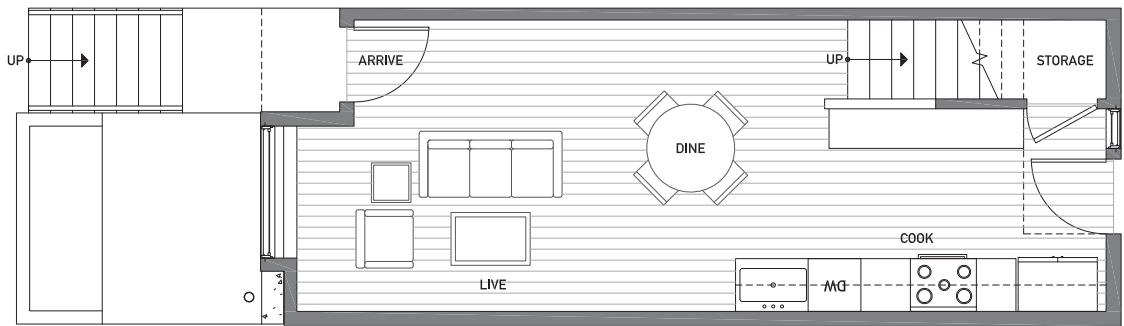 UP
ARRIVE
UP
STORAGE
DINE
COOK
LIVE
DW